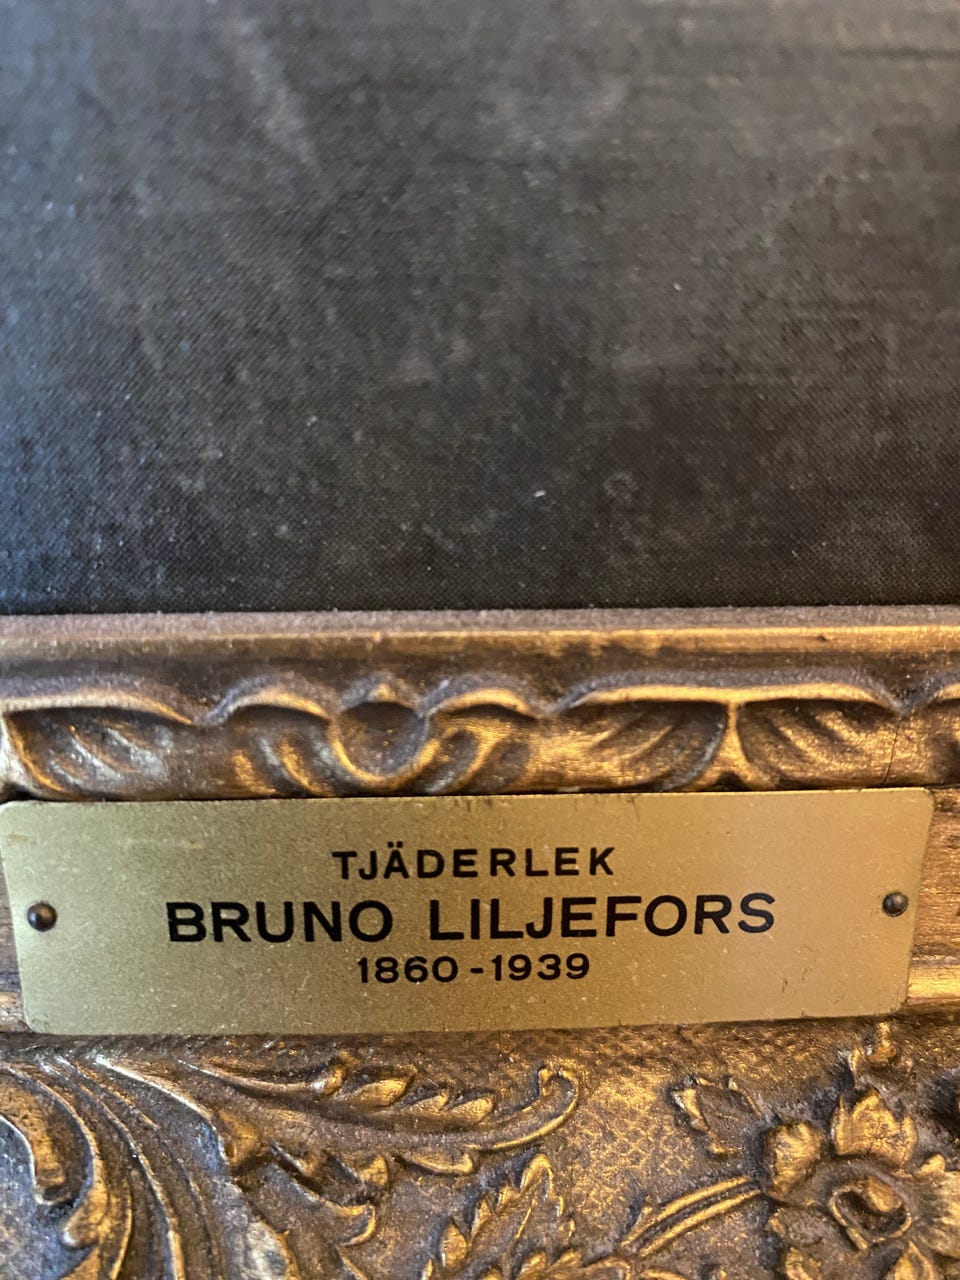 TJÄDERLEK
BRUNO LILJEFORS
1860-1939